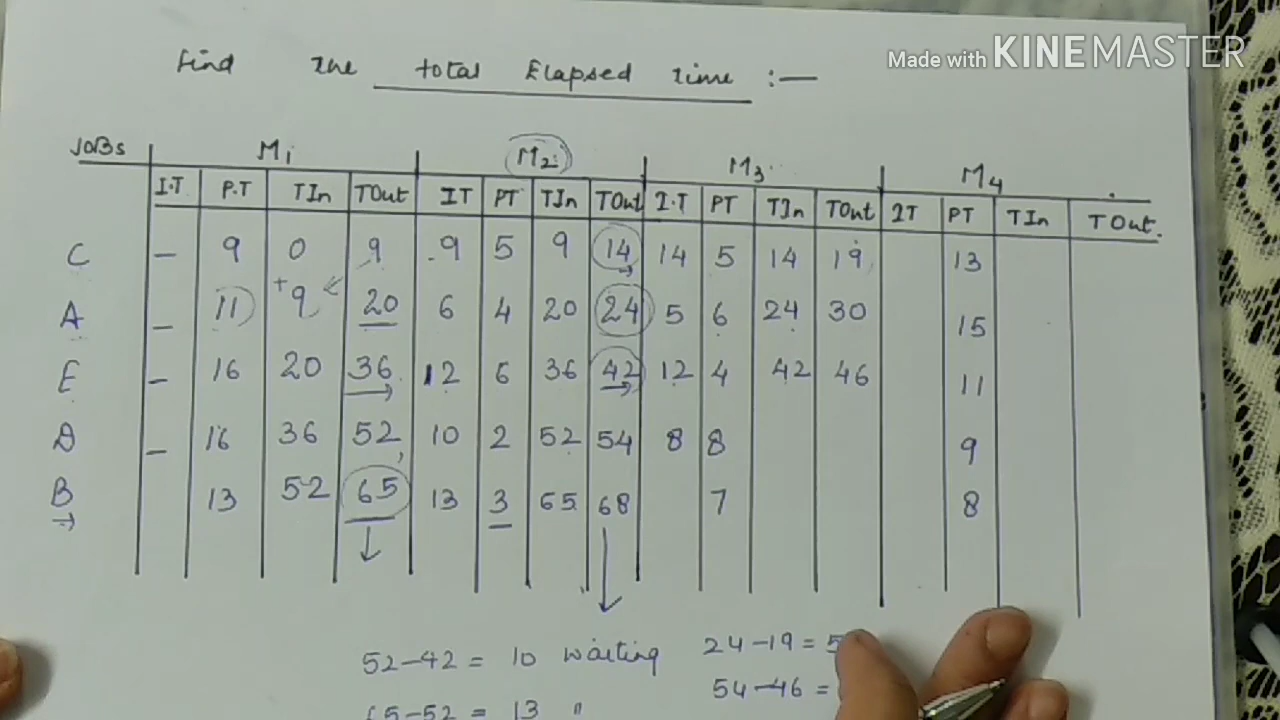 Made with KINEMASTER
Find the total Elapsed time :—
JOBs M1 M2 M3 M4
I.T P.T TIn TOut IT PT TIn TOut I.T PT TIn TOut IT PT TIn TOut.
C – 9 0 9 9 5 9 14 14 5 14 19 13
A – 11 + 9 20 6 4 20 24 5 6 24 30 15
E – 16 20 36 12 6 36 42 12 4 42 46 11
D – 16 36 52 10 2 52 54 8 8 9
B 13 52 65 13 3 65 68 7 8
52–42 = 10 waiting 24–19 = 5
65–52 = 13 " 54–46 =